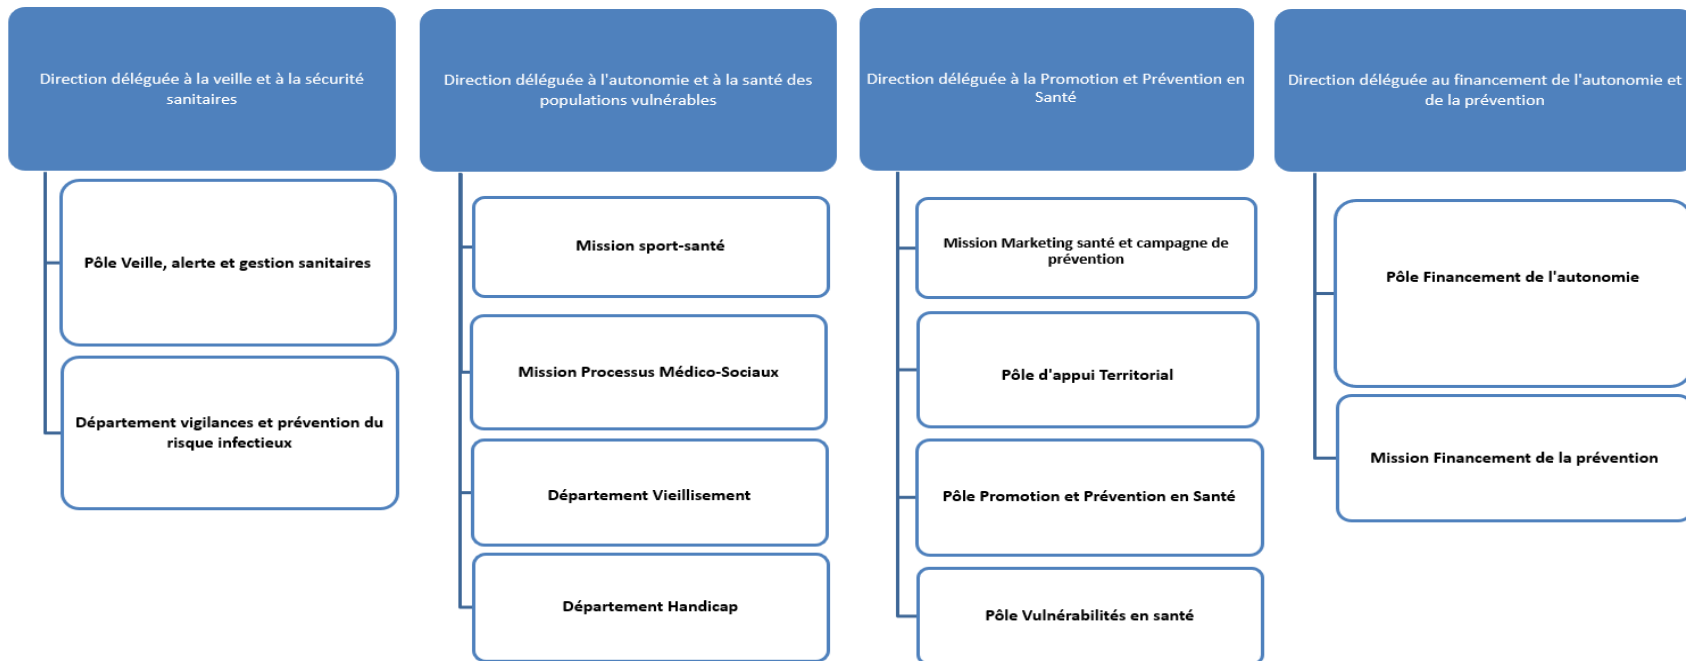 Direction déléguée à la veille et à la sécurité
sanitaires
Pôle Veille, alerte et gestion sanitaires
Département vigilances et prévention du
risque infectieux
Direction déléguée à l'autonomie et à la santé des
populations vulnérables
Mission sport-santé
Mission Processus Médico-Sociaux
Département Vieillisement
Département Handicap
Direction déléguée à la Promotion et Prévention en
Santé
Mission Marketing santé et campagne de
prévention
Pôle d'appui Territorial
Pôle Promotion et Prévention en Santé
Pôle Vulnérabilités en santé
Direction déléguée au financement de l'autonomie et
de la prévention
Pôle Financement de l'autonomie
Mission Financement de la prévention